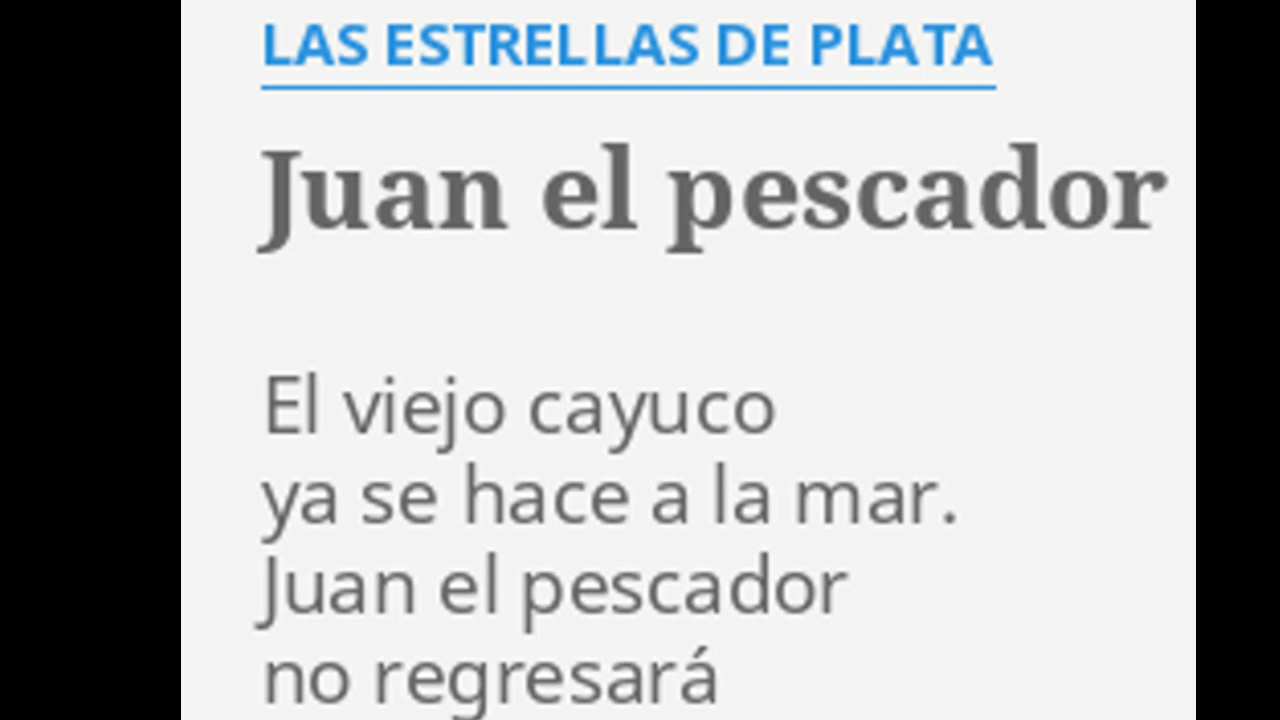 LAS ESTRELLAS DE PLATA
Juan el pescador
El viejo cayuco
ya se hace a la mar.
Juan el pescador
no regresará